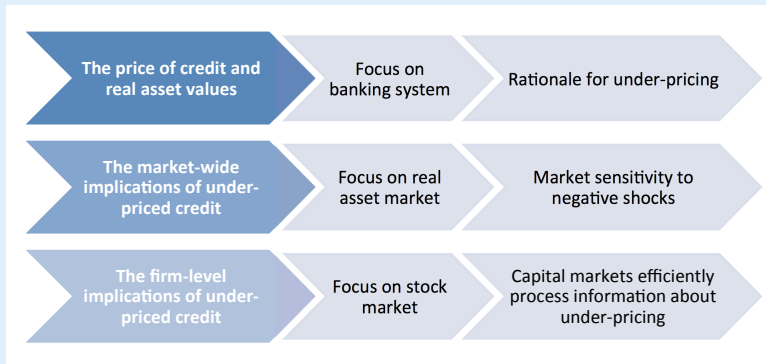 The price of credit and
real asset values
Focus on
banking system
Rationale for under-pricing
The market-wide
implications of under-
priced credit
Focus on real
asset market
Market sensitivity to
negative shocks
The firm-level
implications of under-
priced credit
Focus on stock
market
Capital markets efficiently
process information about
under-pricing